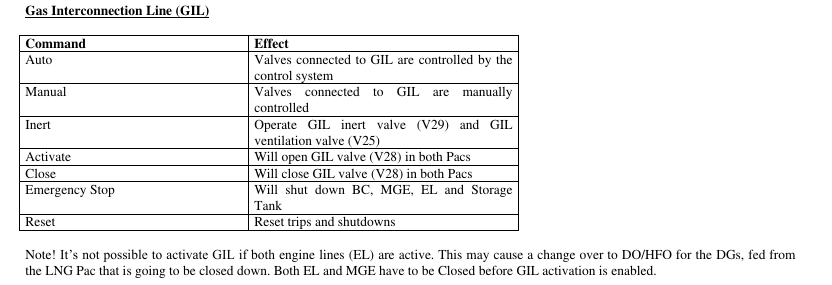 Gas Interconnection Line (GIL)
Command Effect
Auto Valves connected to GIL are controlled by the
control system
Manual Valves connected to GIL are manually
controlled
Inert Operate GIL inert valve (V29) and GIL
ventilation valve (V25)
Activate Will open GIL valve (V28) in both Pacs
Close Will close GIL valve (V28) in both Pacs
Emergency Stop Will shut down BC, MGE, EL and Storage
Tank
Reset Reset trips and shutdowns
Note! It's not possible to activate GIL if both engine lines (EL) are active. This may cause a change over to DO/HFO for the DGs, fed from
the LNG Pac that is going to be closed down. Both EL and MGE have to be Closed before GIL activation is enabled.